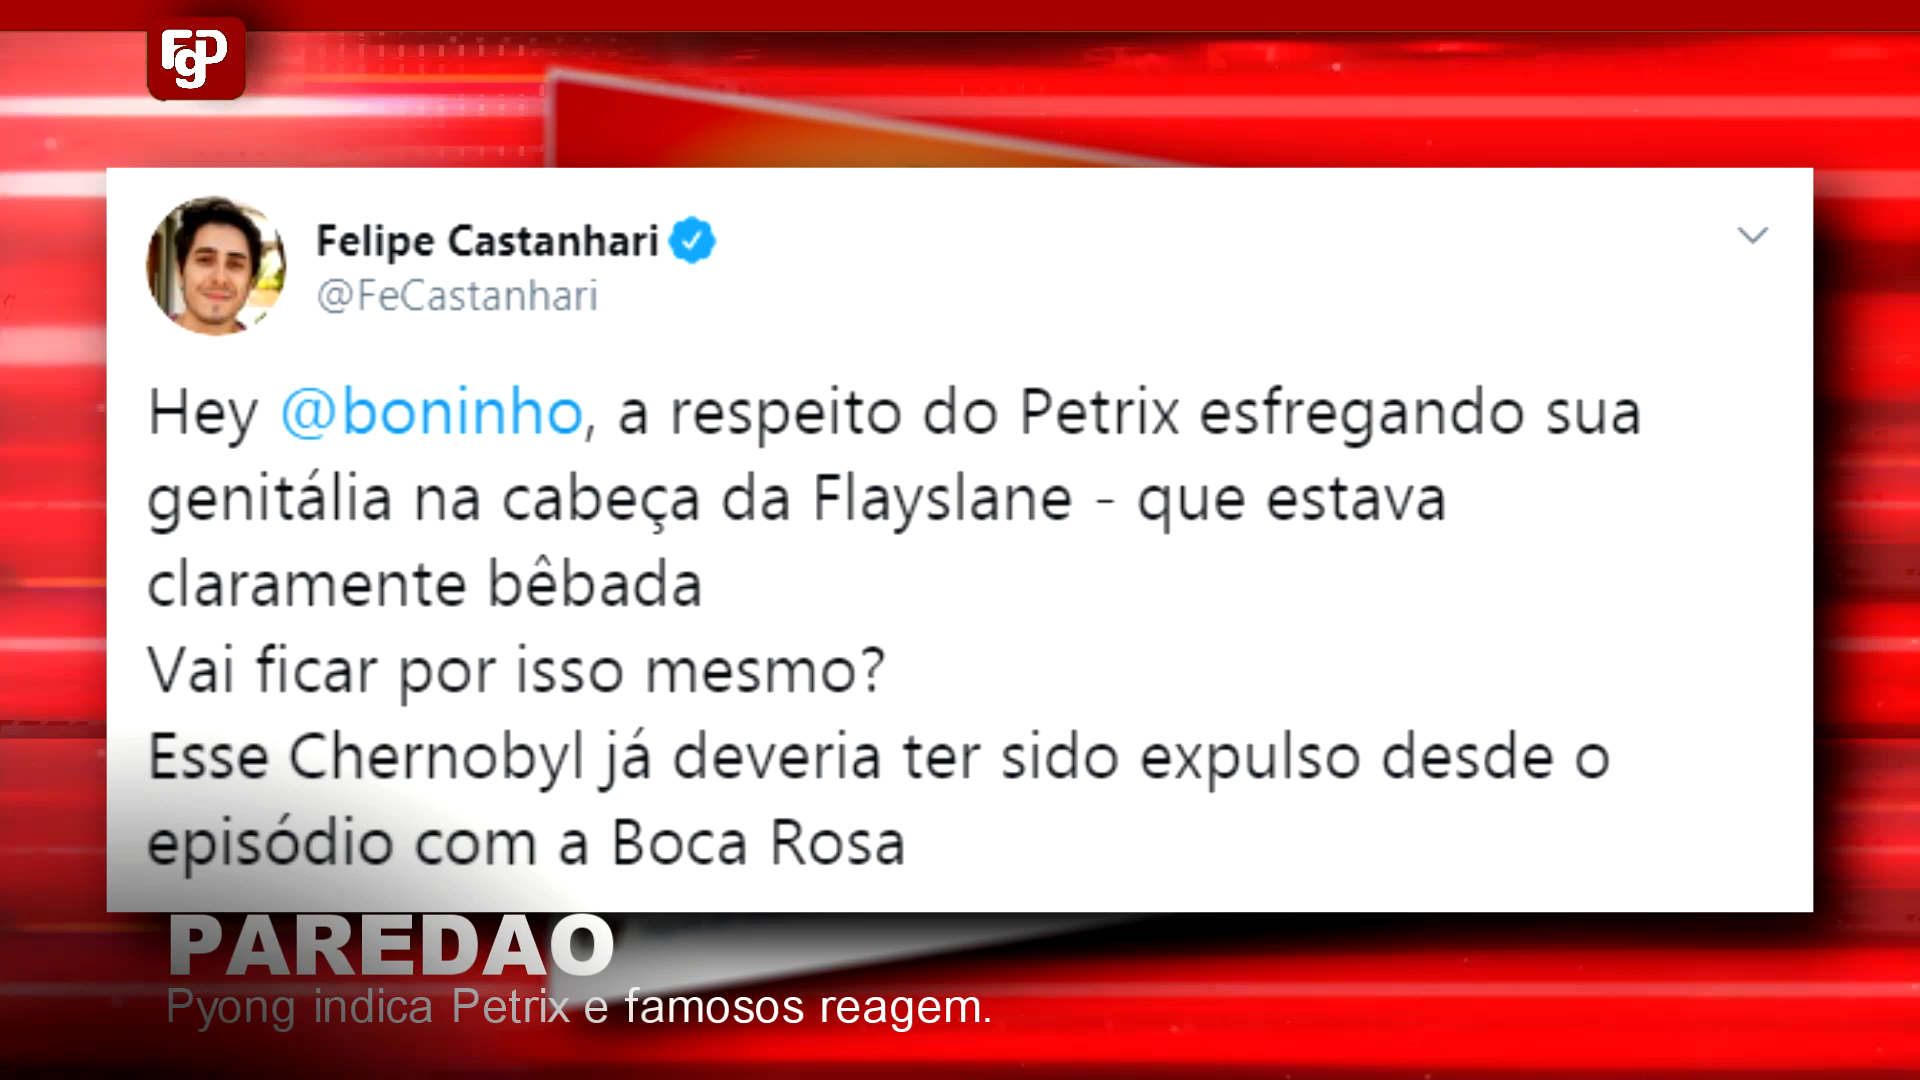 FgP
Felipe Castanhari
@FeCastanhari
Hey @boninho, a respeito do Petrix esfregando sua
genitália na cabeça da Flayslane - que estava
claramente bêbada
Vai ficar por isso mesmo?
Esse Chernobyl já deveria ter sido expulso desde o
episódio com a Boca Rosa
PAREDAO
Pyong indica Petrix e famosos reagem.